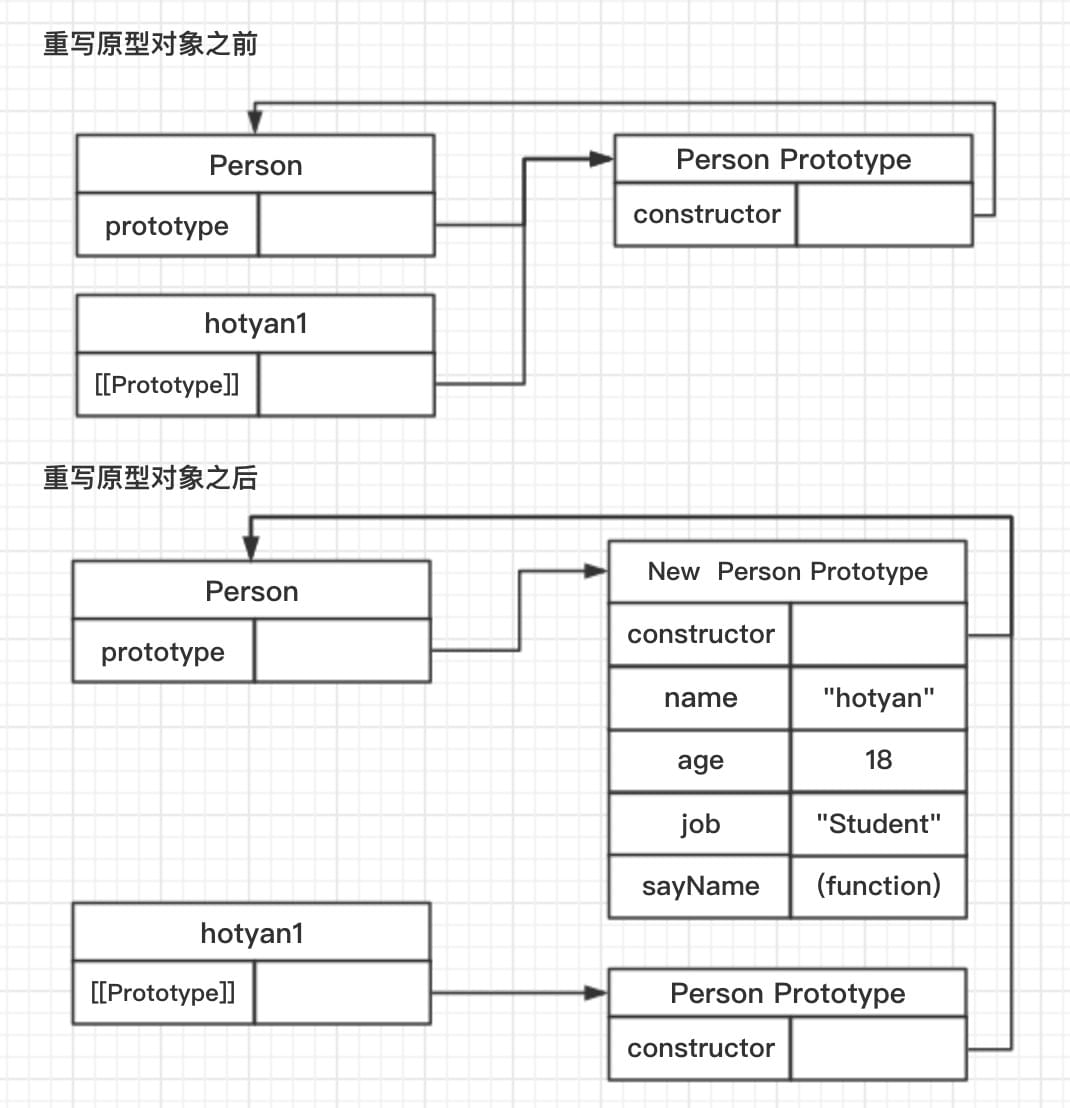 重写原型对象之前
Person
Person Prototype
prototype
constructor
hotyan1
[[Prototype]]
重写原型对象之后
Person
New Person Prototype
prototype
constructor
name "hotyan"
age 18
job "Student"
sayName (function)
hotyan1
[[Prototype]]
Person Prototype
constructor